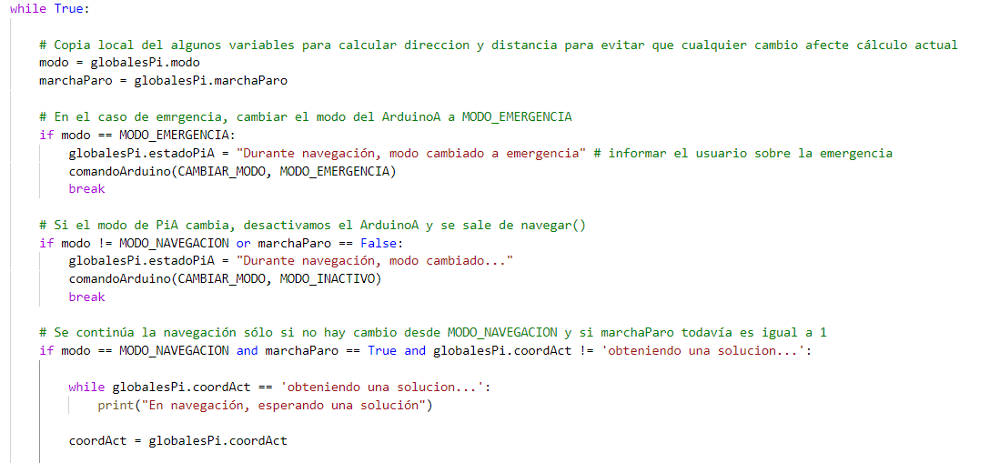 while True:
# Copia local del algunos variables para calcular direccion y distancia para evitar que cualquier cambio afecte cálculo actual
modo = globalesPi.modo
marchaParo = globalesPi.marchaParo
# En el caso de emrgencia, cambiar el modo del ArduinoA a MODO_EMERGENCIA
if modo == MODO_EMERGENCIA:
globalesPi.estadoPiA = "Durante navegación, modo cambiado a emergencia" # informar el usuario sobre la emergencia
comandoArduino(CAMBIAR_MODO, MODO_EMERGENCIA)
break
# Si el modo de PiA cambia, desactivamos el ArduinoA y se sale de navegar()
if modo != MODO_NAVEGACION or marchaParo == False:
globalesPi.estadoPiA = "Durante navegación, modo cambiado..."
comandoArduino(CAMBIAR_MODO, MODO_INACTIVO)
break
# Se continúa la navegación sólo si no hay cambio desde MODO_NAVEGACION y si marchaParo todavía es igual a 1
if modo == MODO_NAVEGACION and marchaParo == True and globalesPi.coordAct != 'obteniendo una solucion...':
while globalesPi.coordAct == 'obteniendo una solucion...':
print("En navegación, esperando una solución")
coordAct = globalesPi.coordAct